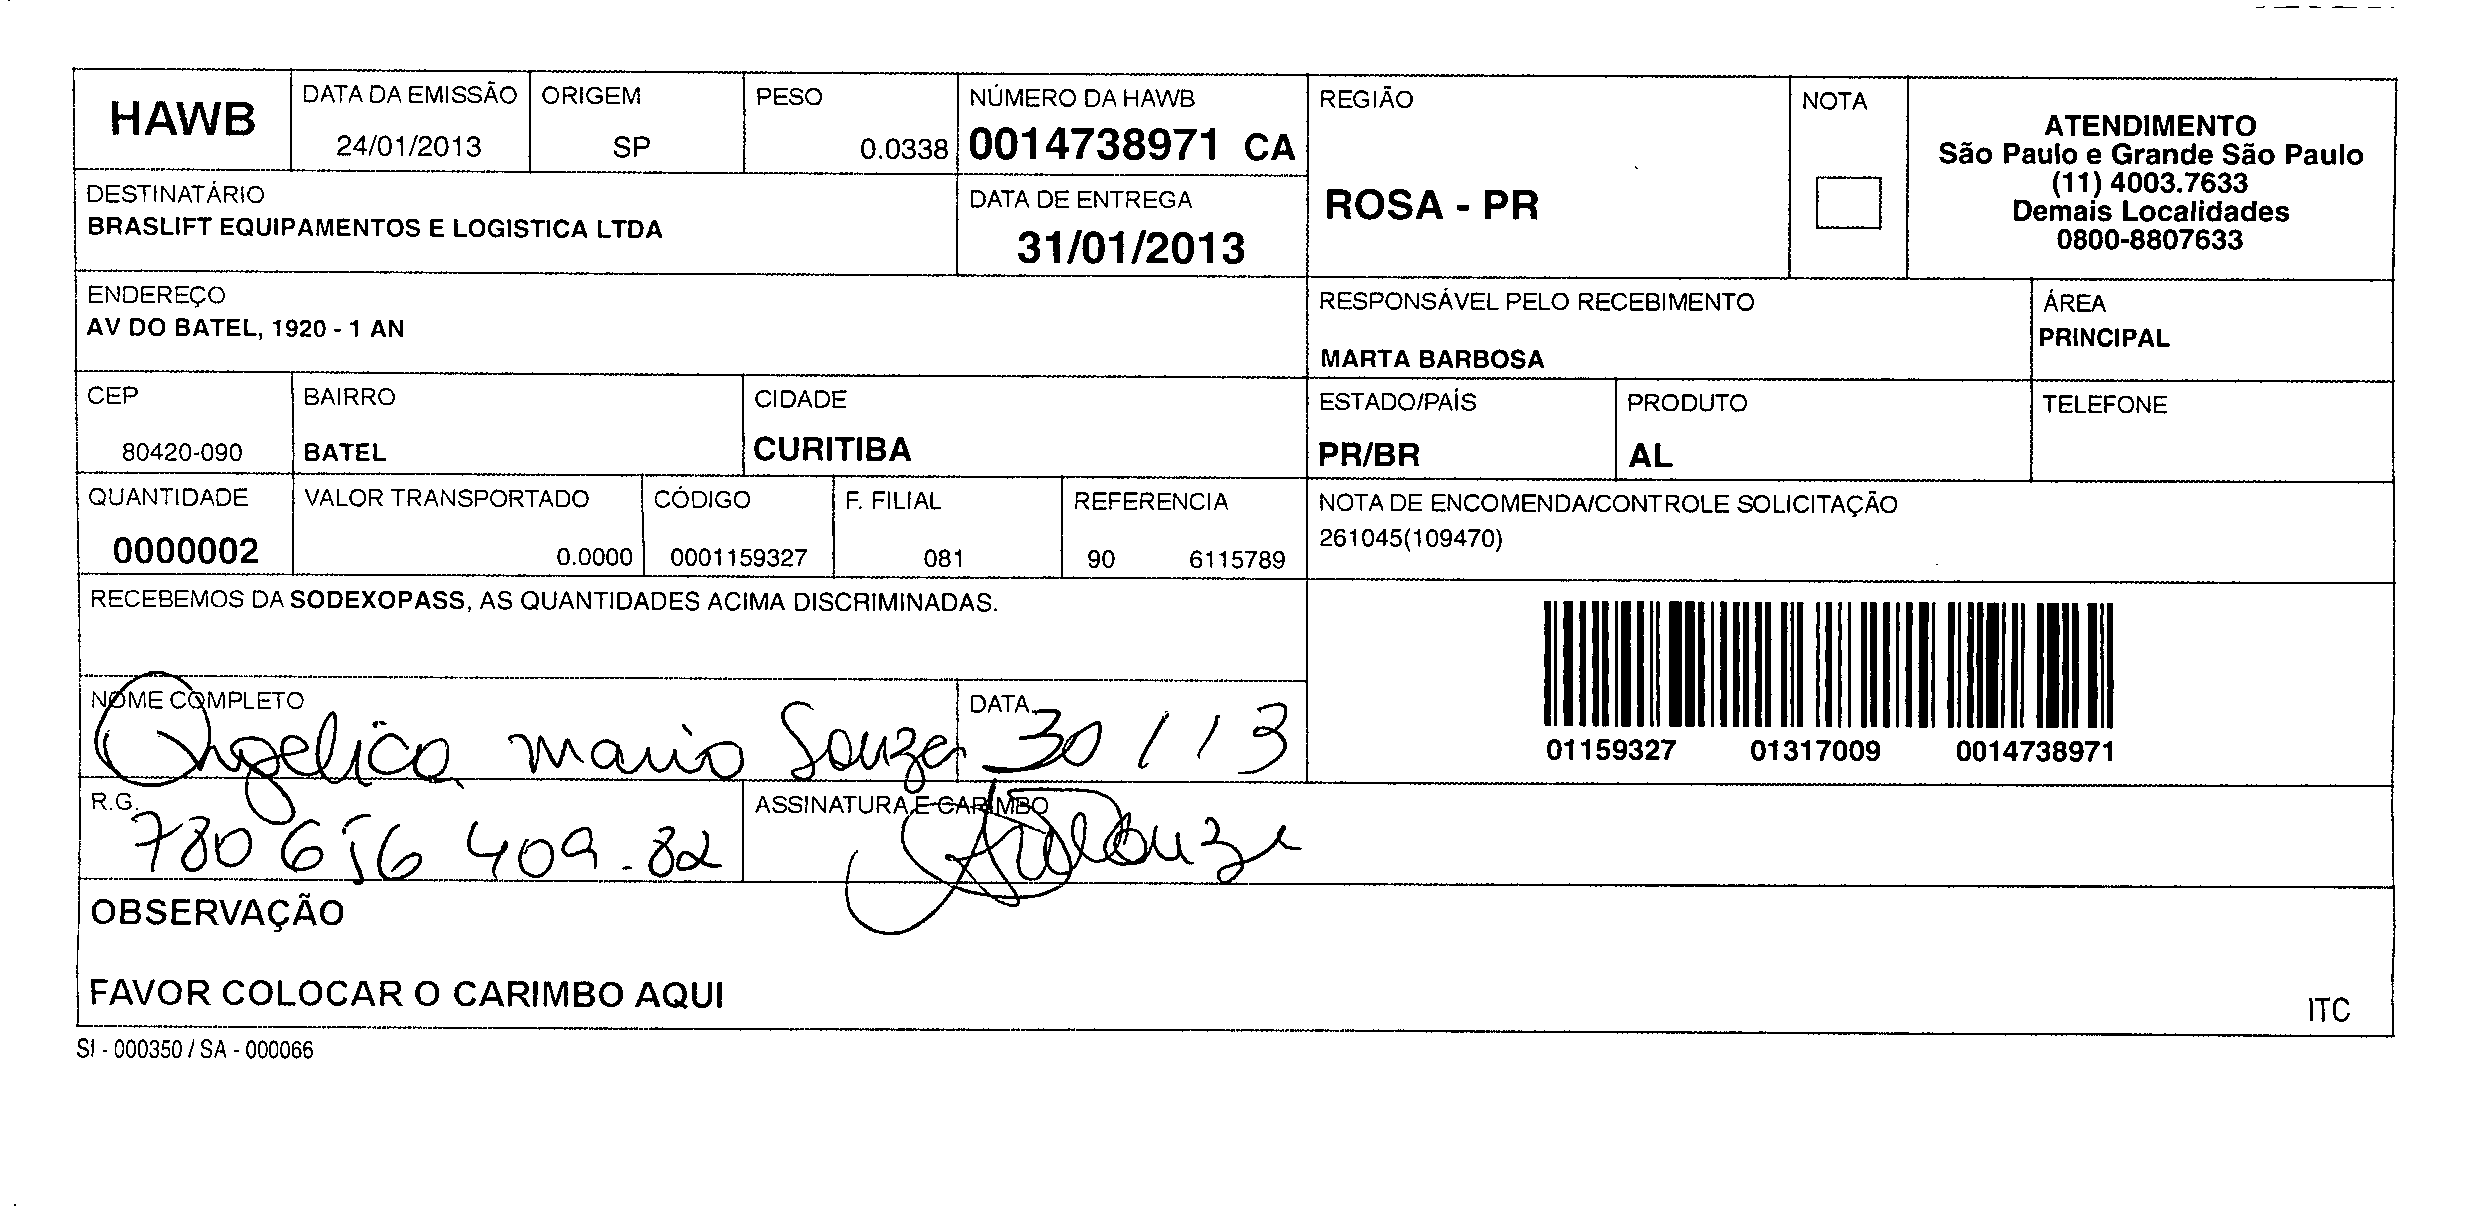 HAWB
DATA DA EMISSÃO
24/01/2013
ORIGEM
SP
PESO
0.0338
NÚMERO DA HAWB
0014738971 CA
REGIÃO
ROSA - PR
NOTA
ATENDIMENTO
São Paulo e Grande São Paulo
(11) 4003.7633
Demais Localidades
0800-8807633
DESTINATÁRIO
BRASLIFT EQUIPAMENTOS E LOGISTICA LTDA
DATA DE ENTREGA
31/01/2013
ENDEREÇO
AV DO BATEL, 1920 - 1 AN
RESPONSÁVEL PELO RECEBIMENTO
MARTA BARBOSA
ÁREA
PRINCIPAL
CEP
80420-090
BAIRRO
BATEL
CIDADE
CURITIBA
ESTADO/PAÍS
PR/BR
PRODUTO
AL
TELEFONE
QUANTIDADE
0000002
VALOR TRANSPORTADO
0.0000
CÓDIGO
0001159327
F. FILIAL
081
REFERENCIA
90 6115789
NOTA DE ENCOMENDA/CONTROLE SOLICITAÇÃO
261045(109470)
RECEBEMOS DA SODEXOPASS, AS QUANTIDADES ACIMA DISCRIMINADAS.
01159327 01317009 0014738971
NOME COMPLETO
Angelica maria Souza
DATA
30 / 1 3
R.G.
780 656 409-82
ASSINATURA E CARIMBO
OBSERVAÇÃO
FAVOR COLOCAR O CARIMBO AQUI
ITC
SI - 000350 / SA - 000066